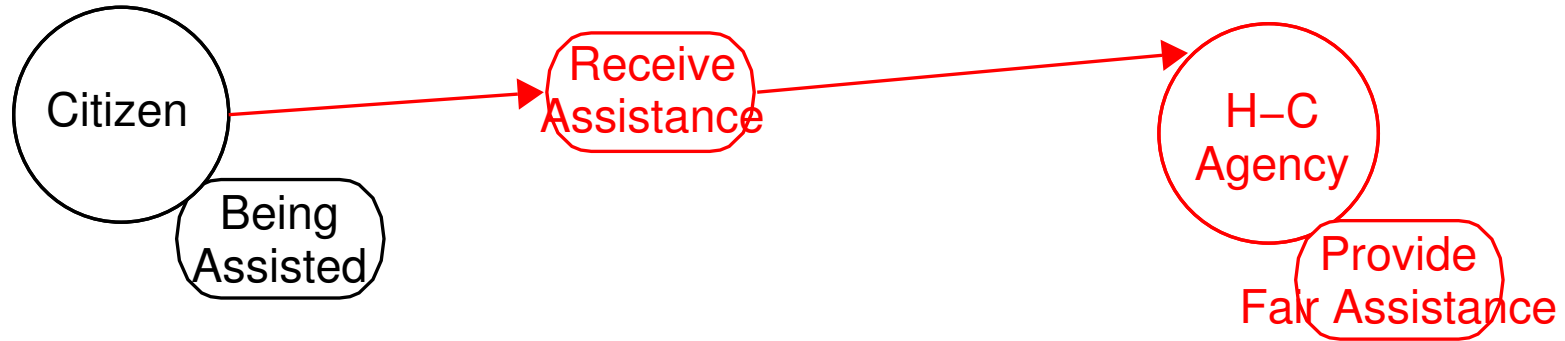 Citizen
Being
Assisted
Receive
Assistance
H−C
Agency
Provide
Fair Assistance